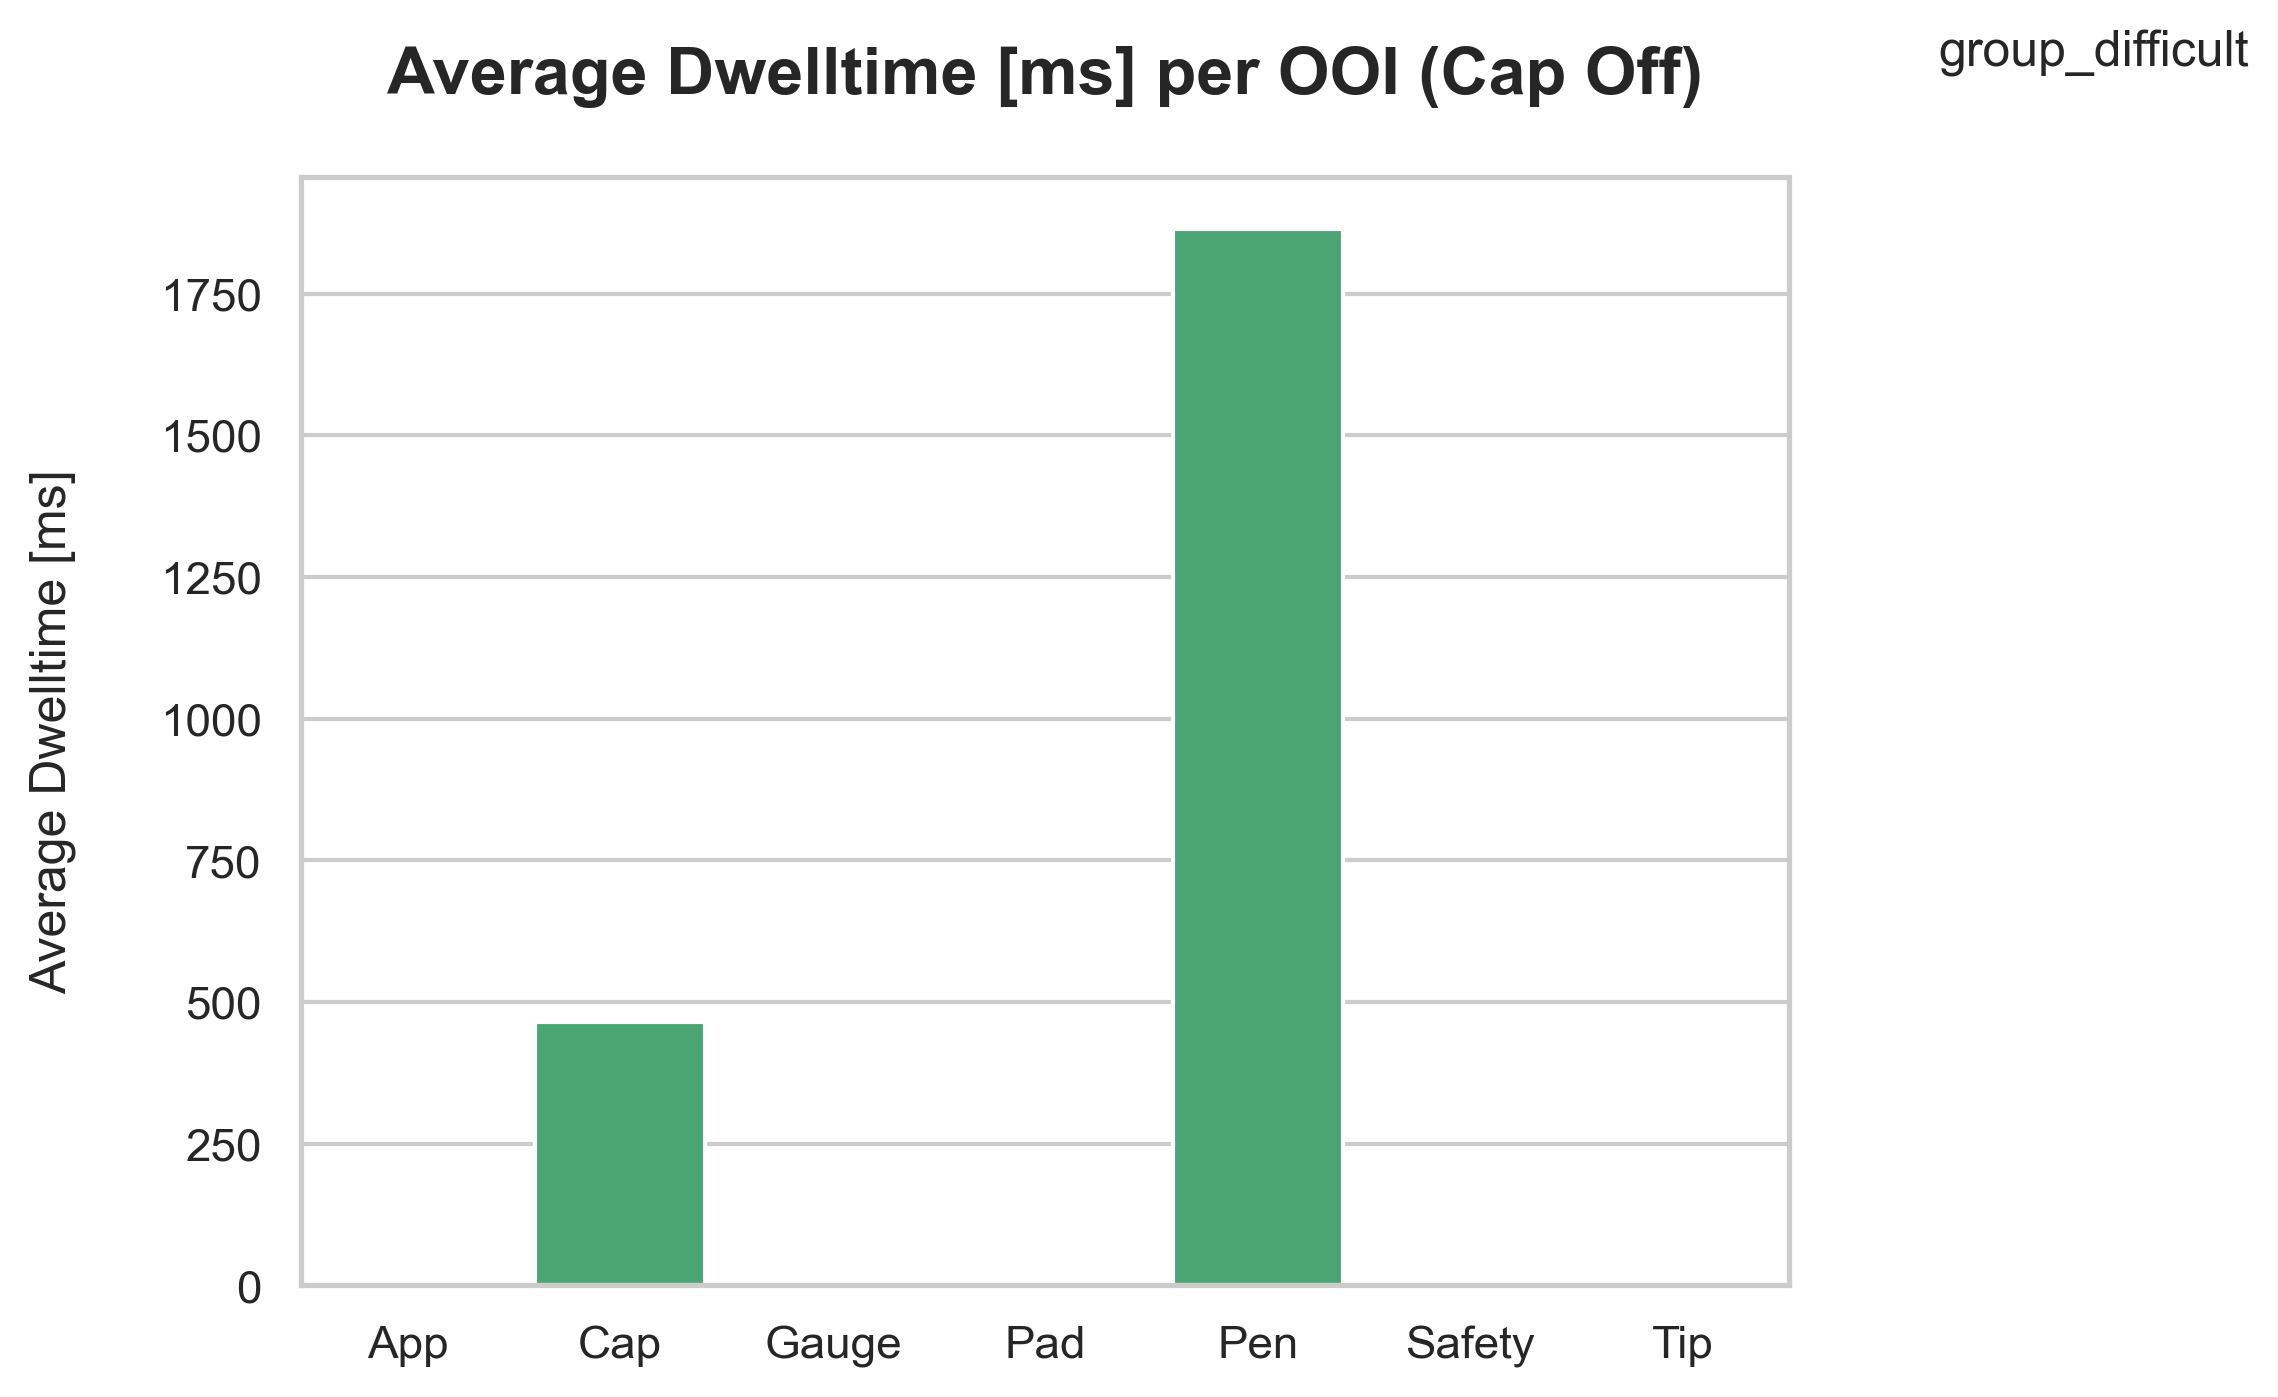 group_difficult
Average Dwelltime [ms] per OOI (Cap Off)
Average Dwelltime [ms]
1750
1500
1250
1000
750
500
250
0
App Cap Gauge Pad Pen Safety Tip